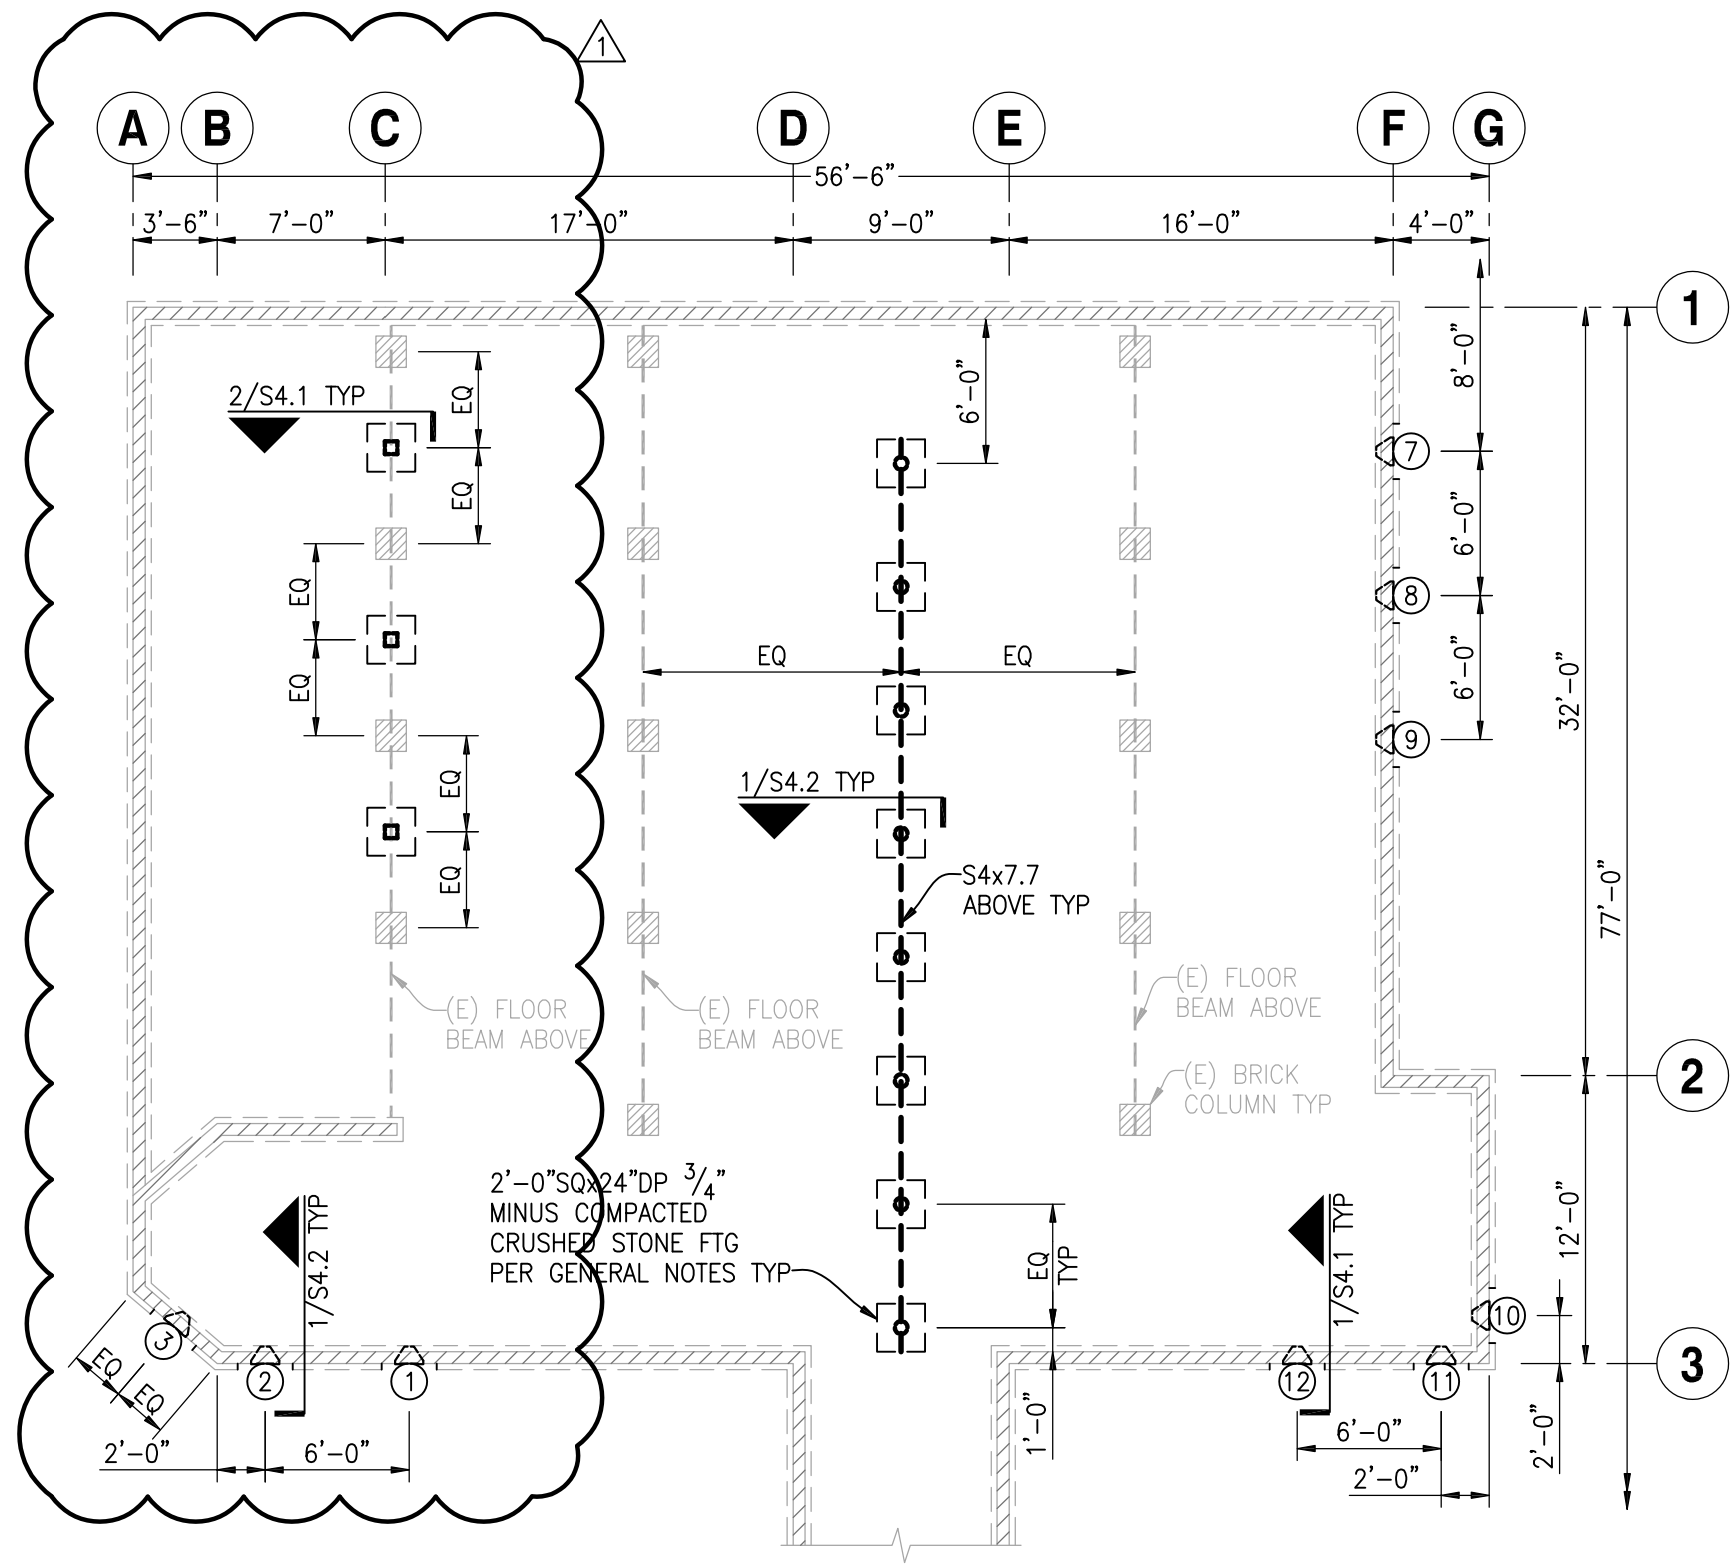 1
A B C D E F G
56'-6"
3'-6" 7'-0" 17'-0" 9'-0" 16'-0" 4'-0"
1
8'-0"
6'-0"
2/S4.1 TYP
EQ
EQ
7
6'-0"
8
EQ
EQ
EQ EQ
6'-0"
9
32'-0"
EQ
EQ
1/S4.2 TYP
S4x7.7
ABOVE TYP
77'-0"
(E) FLOOR
BEAM ABOVE
(E) FLOOR
BEAM ABOVE
(E) FLOOR
BEAM ABOVE
(E) BRICK
COLUMN TYP
2
2'-0"SQx24"DP 3/4"
MINUS COMPACTED
CRUSHED STONE FTG
PER GENERAL NOTES TYP
1/S4.2 TYP
EQ
TYP
1/S4.1 TYP
12'-0"
10
3
3
EQ
EQ
2
1
12
11
1'-0"
2'-0"
2'-0"
6'-0"
6'-0"
2'-0"